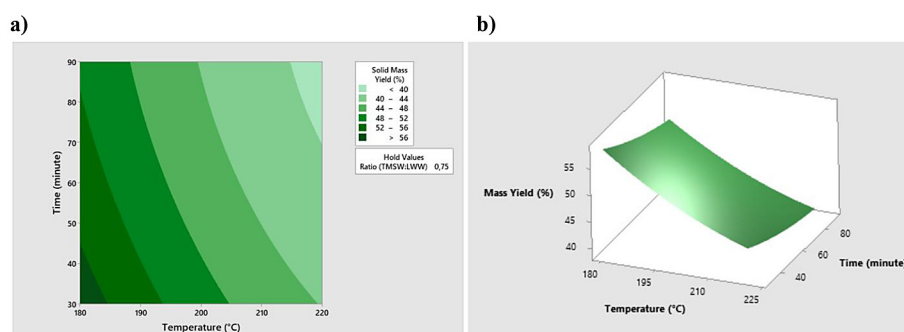 a)
90
80
70
60
50
40
30
180
190
200
210
220
Time (minute)
Temperature (°C)
Solid Mass
Yield (%)
< 40
40 – 44
44 – 48
48 – 52
52 – 56
> 56
Hold Values
Ratio (TMSW:LWW) 0,75
b)
55
50
45
40
Mass Yield (%)
180
195
210
225
Temperature (°C)
40
60
80
Time (minute)